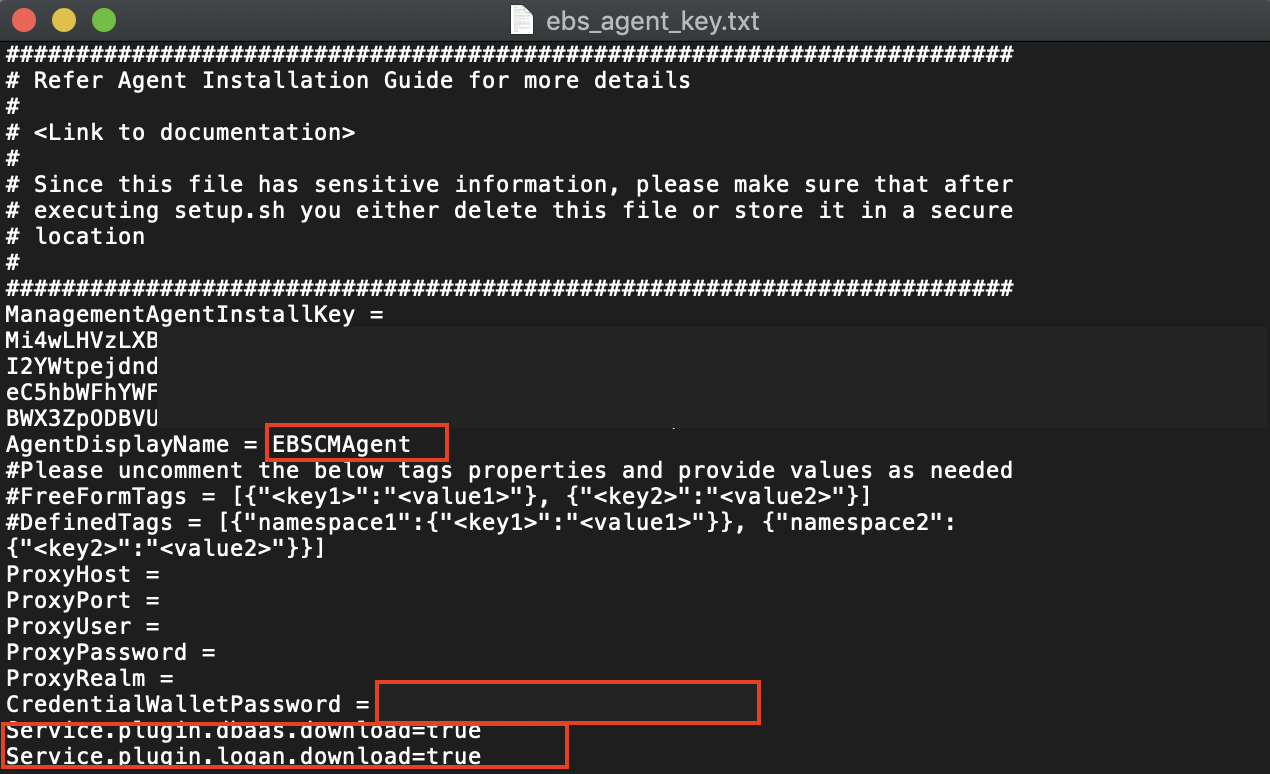 ebs_agent_key.txt
########################################################################
# Refer Agent Installation Guide for more details
#
# <Link to documentation>
#
# Since this file has sensitive information, please make sure that after
# executing setup.sh you either delete this file or store it in a secure
# location
#
########################################################################
ManagementAgentInstallKey =
Mi4wLHVzLXB
I2YWtpejdnd
eC5hbWFhYWF
BWX3ZpODBVU
AgentDisplayName = EBSCMAgent
#Please uncomment the below tags properties and provide values as needed
#FreeFormTags = [{"<key1>":"<value1>"}, {"<key2>":"<value2>"}]
#DefinedTags = [{"namespace1":{"<key1>":"<value1>"}}, {"namespace2":
{"<key2>":"<value2>"}}]
ProxyHost =
ProxyPort =
ProxyUser =
ProxyPassword =
ProxyRealm =
CredentialWalletPassword =
Service.plugin.dbaas.download=true
Service.plugin.logan.download=true